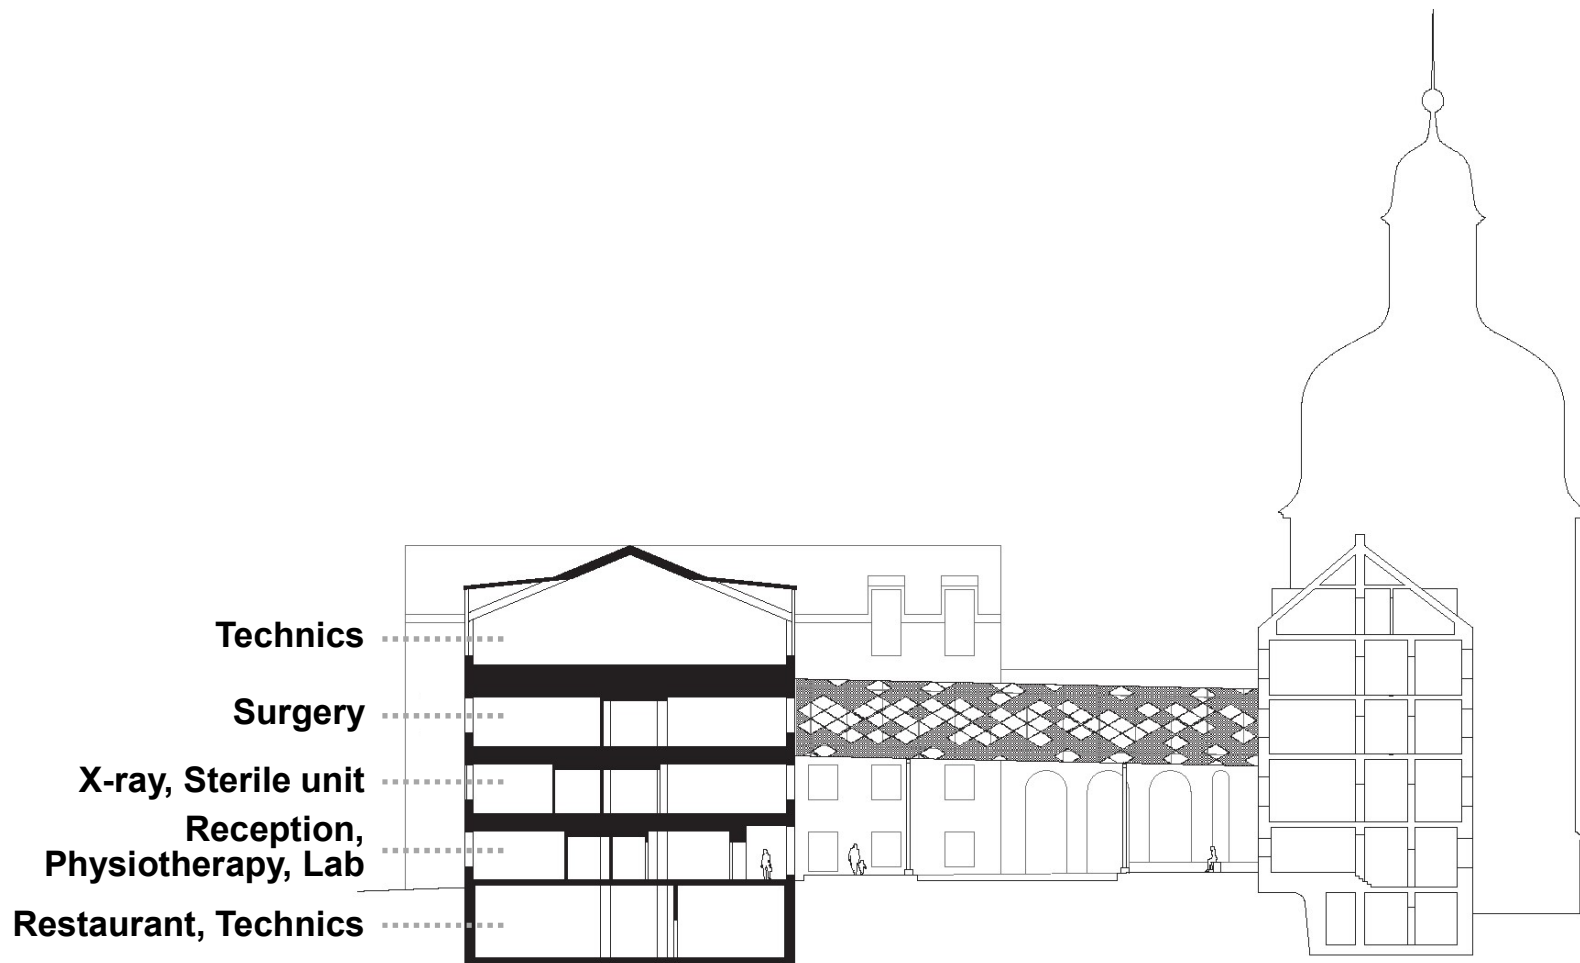 Technics
Surgery
X-ray, Sterile unit
Reception,
Physiotherapy, Lab
Restaurant, Technics